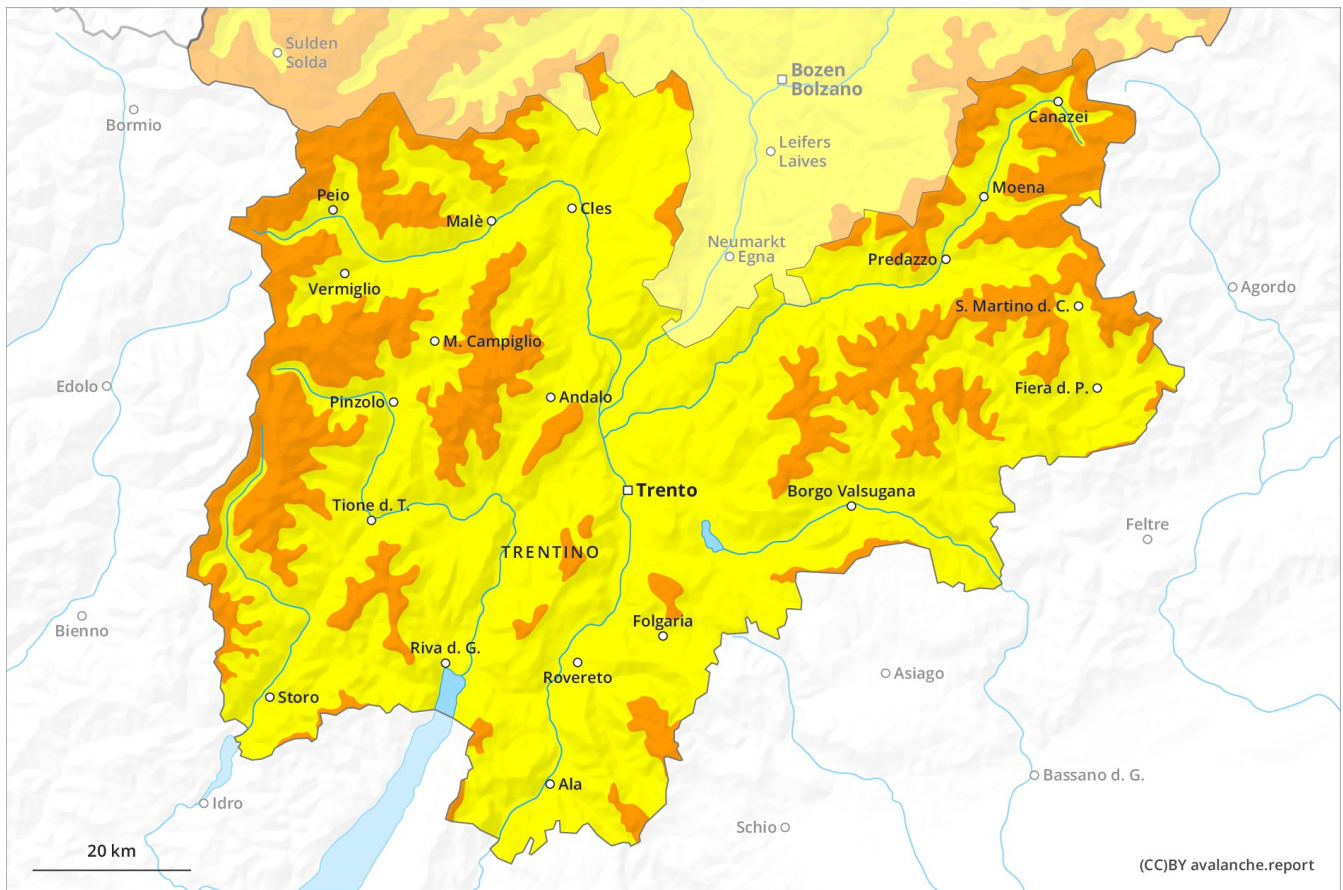 Sulden
Solda
Bozen
Bolzano
Bormio
Canazei
Leifers
Laives
Peio
Moena
Malè
Cles
Neumarkt
Egna
Predazzo
Vermiglio
Agordo
S. Martino d. C.
M. Campiglio
Edolo
Fiera d. P.
Pinzolo
Andalo
Trento
Borgo Valsugana
Tione d. T.
Feltre
TRENTINO
Bienno
Folgaria
Riva d. G.
Asiago
Rovereto
Storo
Bassano d. G.
Ala
Idro
Schio
20 km
(CC)BY avalanche.report